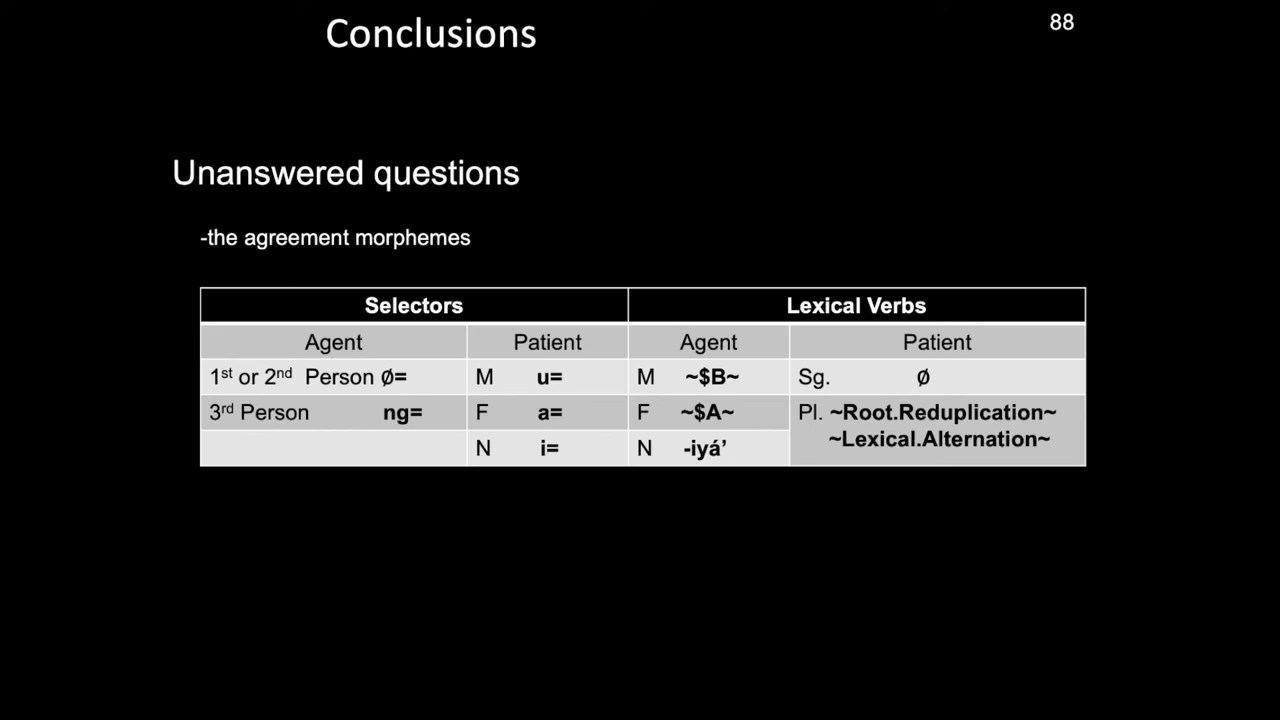 Conclusions
88
Unanswered questions
-the agreement morphemes
Selectors Lexical Verbs
Agent Patient Agent Patient
1st or 2nd Person Ø= M u= M ~$B~ Sg. Ø
3rd Person ng= F a= F ~$A~ Pl. ~Root.Reduplication~
~Lexical.Alternation~
N i= N -iyá’